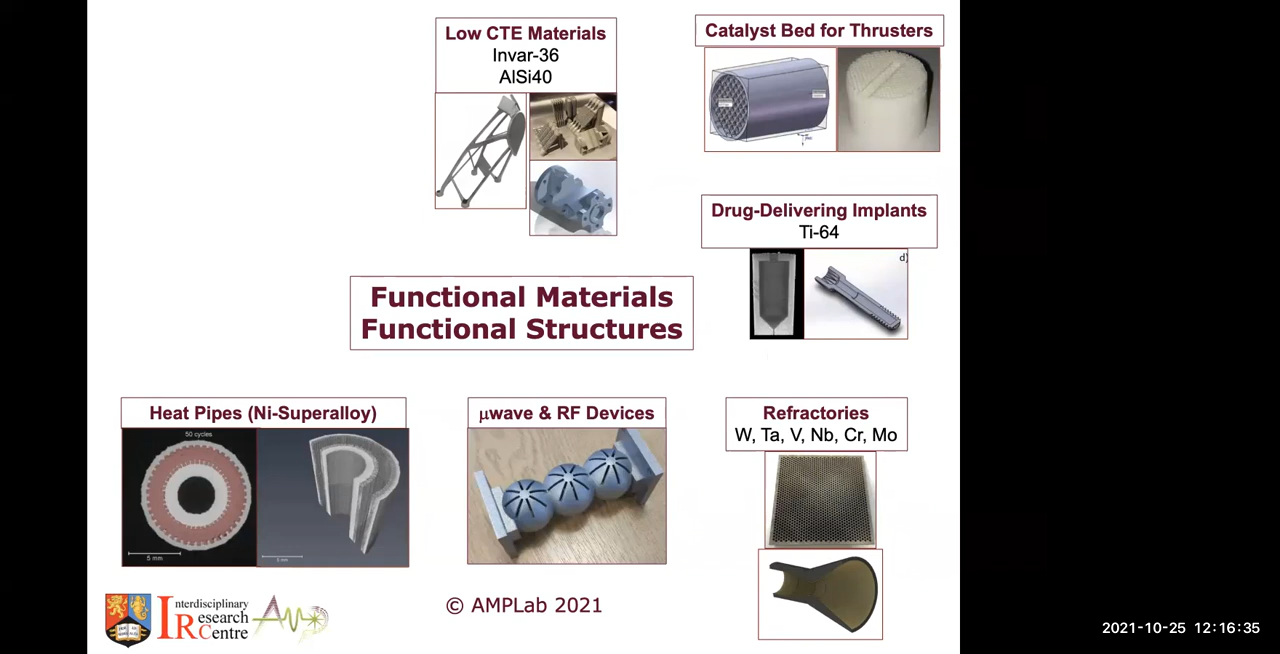 Low CTE Materials
Invar-36
AlSi40
Catalyst Bed for Thrusters
Drug-Delivering Implants
Ti-64
d)
Functional Materials
Functional Structures
Heat Pipes (Ni-Superalloy)
50 cycles
5 mm
μwave & RF Devices
Refractories
W, Ta, V, Nb, Cr, Mo
Interdisciplinary
Research
Centre
© AMPLab 2021
2021-10-25 12:16:35